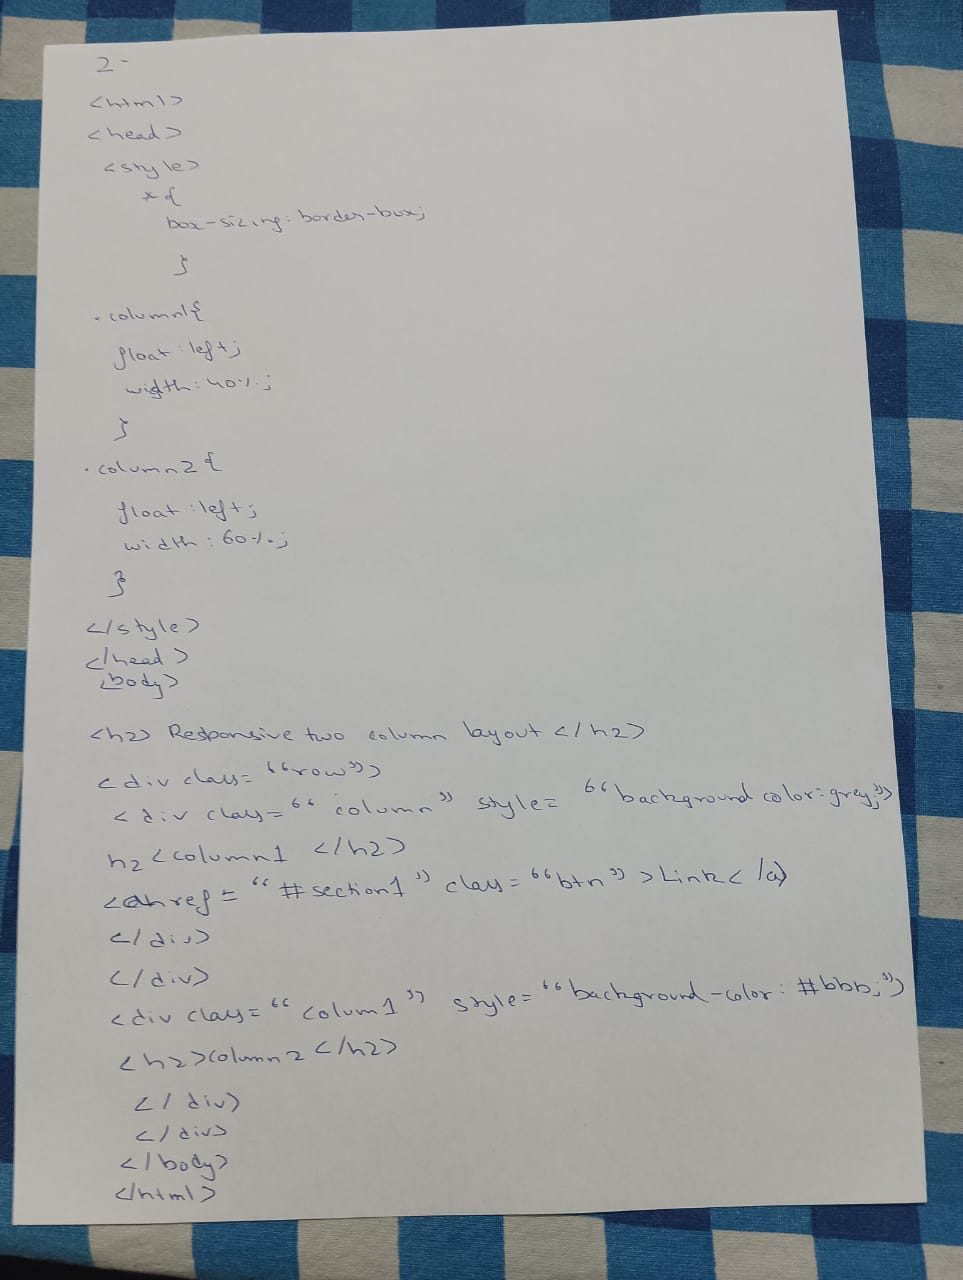 2-
<html>
<head>
<style>
*{
box-sizing: border-box;
}
.column1{
float: left;
width: 40%;
}
.column2{
float: left;
width: 60%;
}
</style>
</head>
<body>
<h2> Responsive two column layout </h2>
<div class= “row”>
<div class= “column” style= “background color: grey;”>
h2 <column1 </h2>
<ahref = “#section1” class= “btn” >Link< /a>
</div>
</div>
<div class= “colum1” style= “background-color: #bbb;”>
<h2>column2 </h2>
</div>
</div>
</body>
</html>